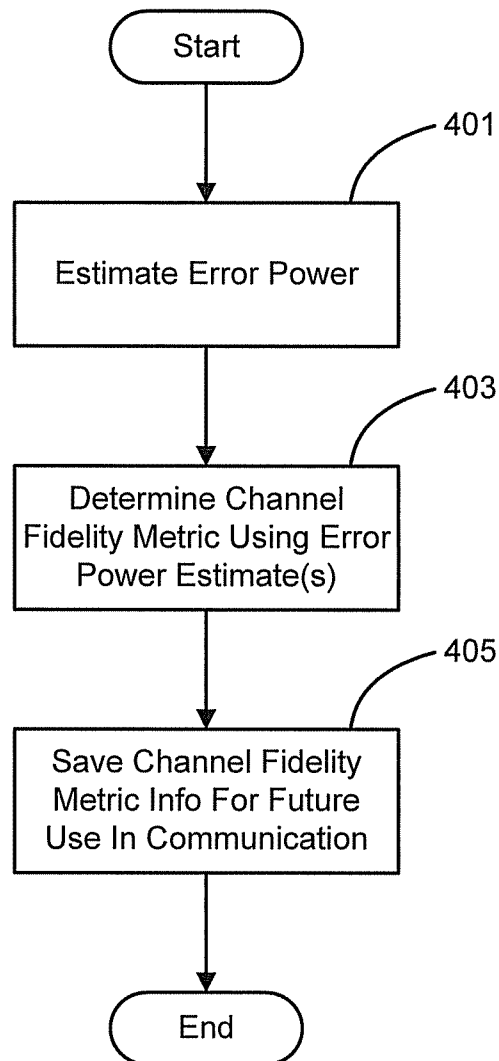 Start
401
Estimate Error Power
403
Determine Channel
Fidelity Metric Using Error
Power Estimate(s)
405
Save Channel Fidelity
Metric Info For Future
Use In Communication
End